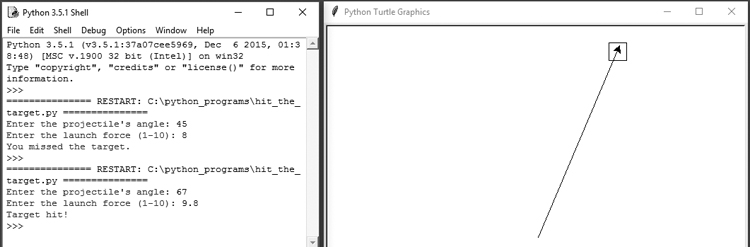 Python 3.5.1 Shell
File Edit Shell Debug Options Window Help
Python 3.5.1 (v3.5.1:37a07cee5969, Dec  6 2015, 01:3
8:48) [MSC v.1900 32 bit (Intel)] on win32
Type "copyright", "credits" or "license()" for more
information.
>>>
=============== RESTART: C:\python_programs\hit_the_
target.py ===============
Enter the projectile's angle: 45
Enter the launch force (1-10): 8
You missed the target.
>>>
=============== RESTART: C:\python_programs\hit_the_
target.py ===============
Enter the projectile's angle: 67
Enter the launch force (1-10): 9.8
Target hit!
>>>
Python Turtle Graphics